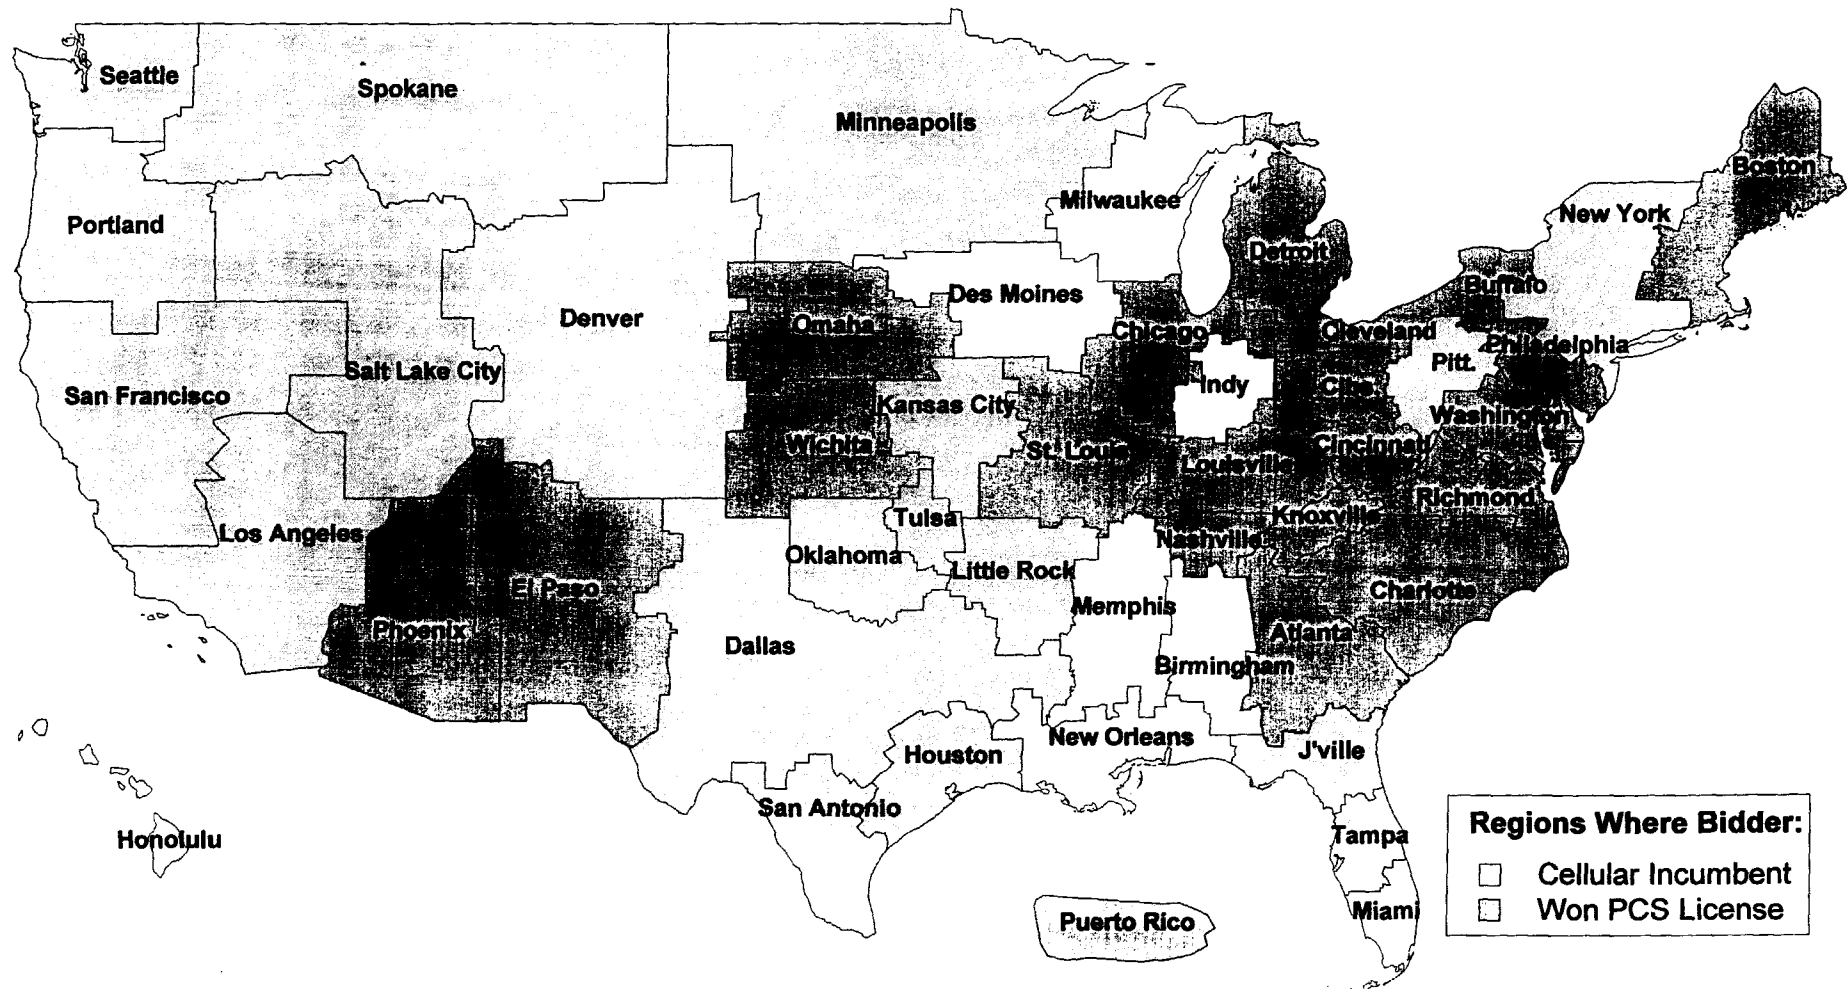 Seattle
Spokane
Minneapolis
Boston
Milwaukee
New York
Portland
Detroit
Buffalo
Des Moines
Denver
Omaha
Chicago
Cleveland
Philadelphia
Pitt.
Salt Lake City
San Francisco
Indy
Kansas City
Washington
Wichita
St. Louis
Cincinnati
Louisville
Richmond
Knoxville
Tulsa
Los Angeles
Nashville
Oklahoma
Little Rock
El Paso
Charlotte
Memphis
Phoenix
Atlanta
Dallas
Birmingham
New Orleans
J'ville
Houston
San Antonio
Honolulu
Tampa
Miami
Puerto Rico
Regions Where Bidder:
Cellular Incumbent
Won PCS License